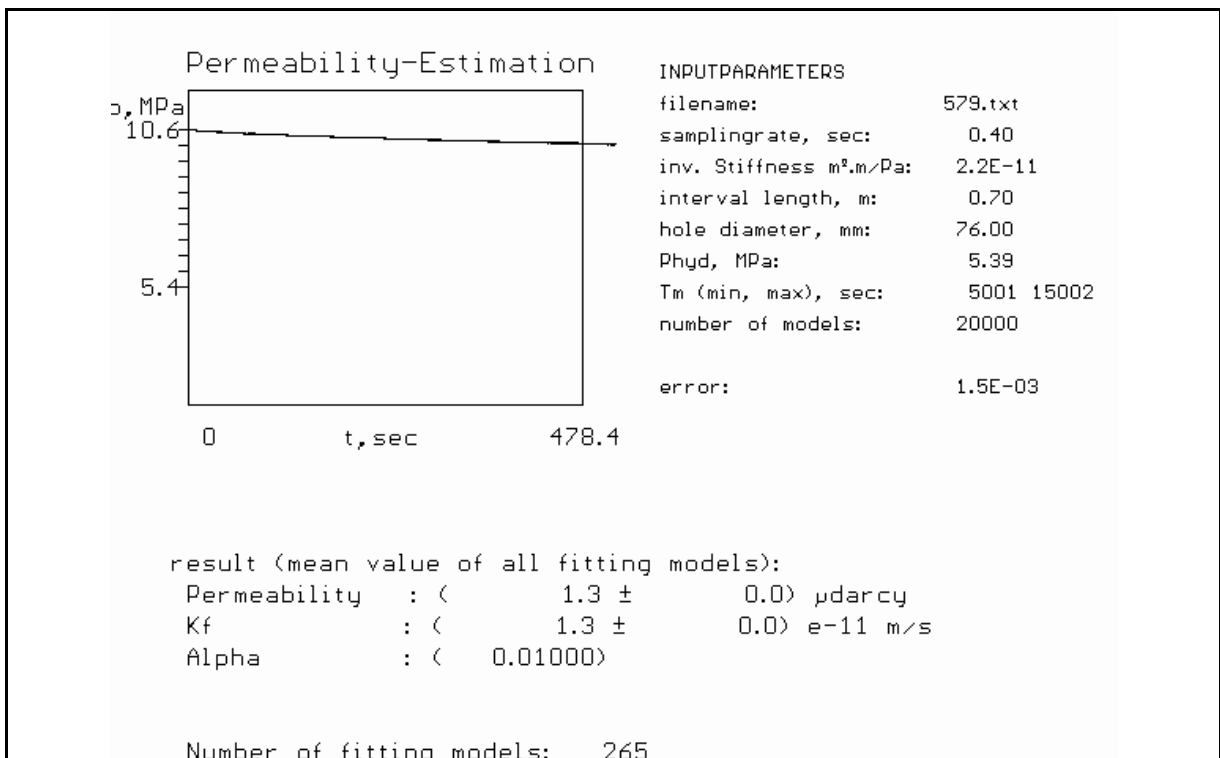 Permeability-Estimation
p,MPa
10.6
5.4
0 t,sec 478.4
INPUTPARAMETERS
filename: 579.txt
samplingrate, sec: 0.40
inv. Stiffness m².m/Pa: 2.2E-11
interval length, m: 0.70
hole diameter, mm: 76.00
Phyd, MPa: 5.39
Tm (min, max), sec: 5001 15002
number of models: 20000
error: 1.5E-03
result (mean value of all fitting models):
Permeability : ( 1.3 ± 0.0) µdarcy
Kf : ( 1.3 ± 0.0) e-11 m/s
Alpha : ( 0.01000)
Number of fitting models: 265